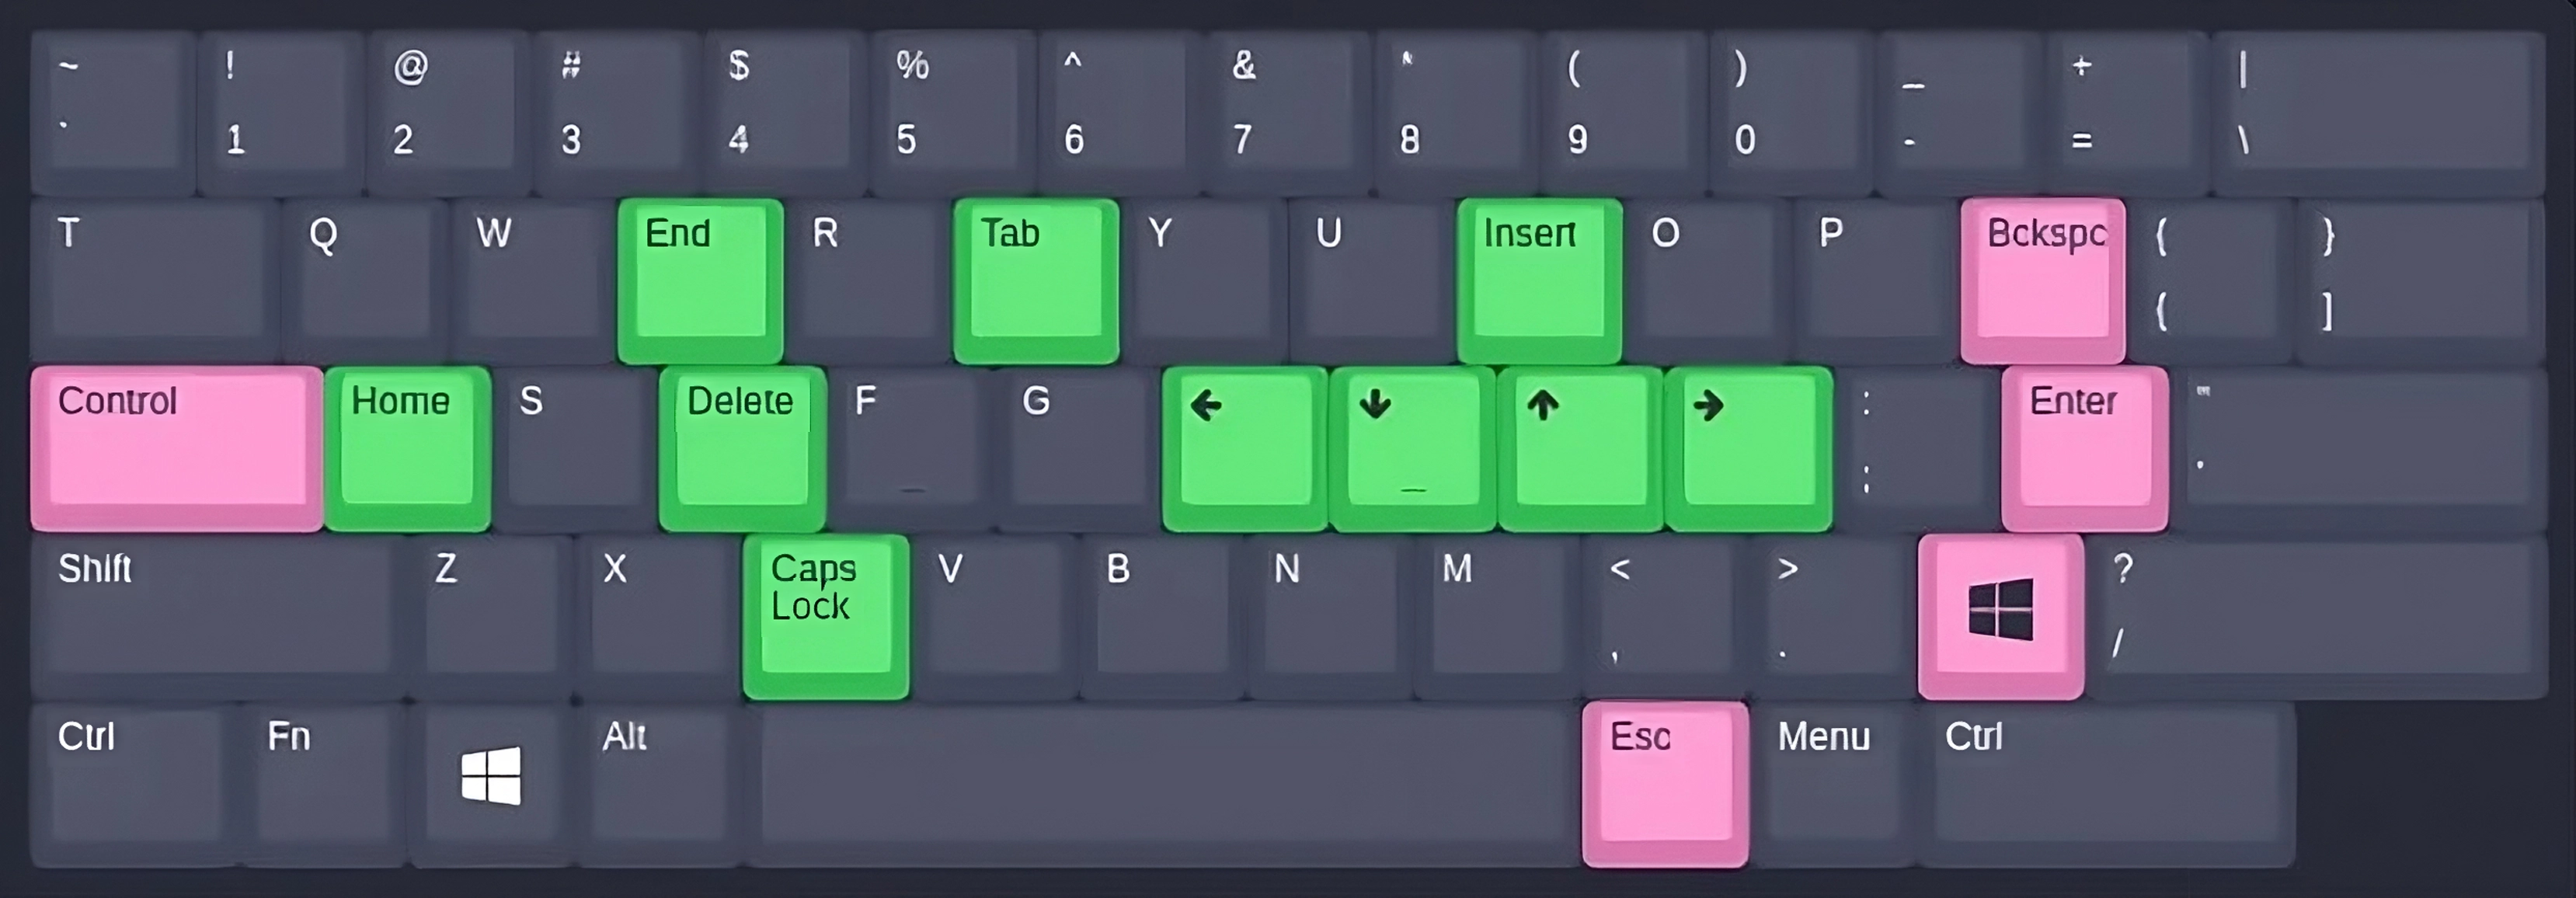 ~ ! @ # $ % ^ & * ( ) _ + |
` 1 2 3 4 5 6 7 8 9 0 - = \
T Q W End R Tab Y U Insert O P Bckspc { }
{ ]
Control Home S Delete F G ← ↓ ↑ → : Enter "
_ _ ; '
Shift Z X Caps V B N M < > ?
Lock , . /
Ctrl Fn Alt Esc Menu Ctrl